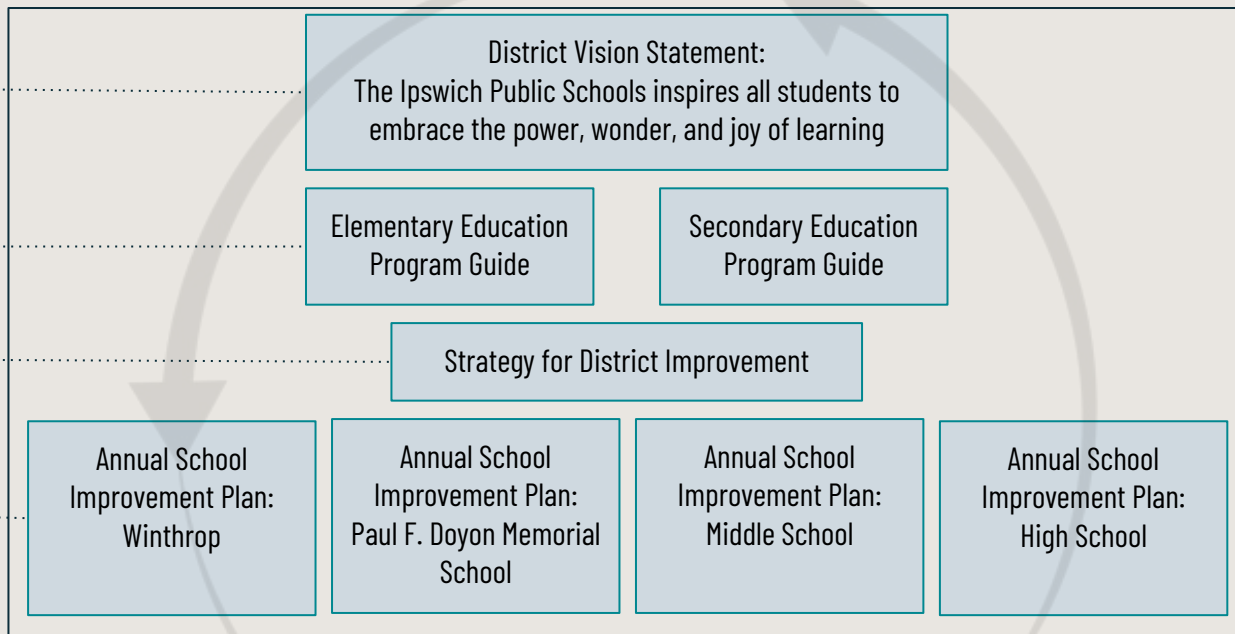 District Vision Statement:
The Ipswich Public Schools inspires all students to
embrace the power, wonder, and joy of learning
Elementary Education
Program Guide
Secondary Education
Program Guide
Strategy for District Improvement
Annual School
Improvement Plan:
Winthrop
Annual School
Improvement Plan:
Paul F. Doyon Memorial
School
Annual School
Improvement Plan:
Middle School
Annual School
Improvement Plan:
High School